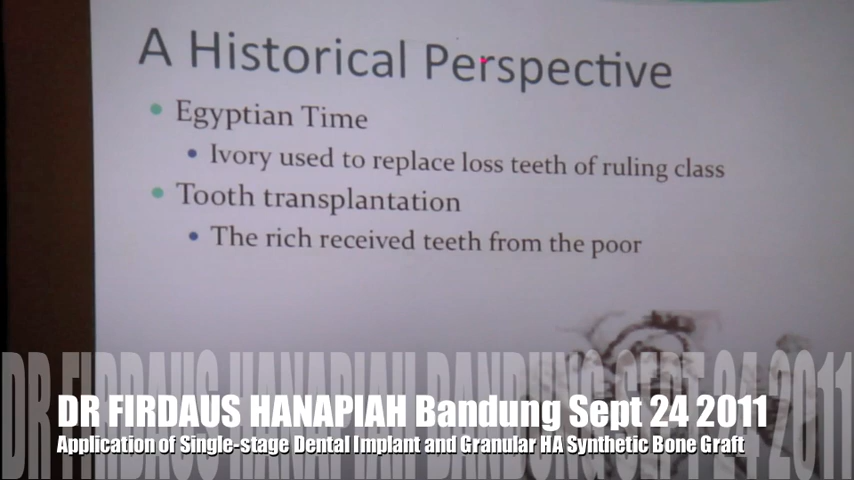 A Historical Perspective
Egyptian Time
Ivory used to replace loss teeth of ruling class
Tooth transplantation
The rich received teeth from the poor
DR FIRDAUS HANAPIAH BANDUNG SEPT 24 2011
DR FIRDAUS HANAPIAH Bandung Sept 24 2011
Application of Single-stage Dental Implant and Granular HA Synthetic Bone Graft